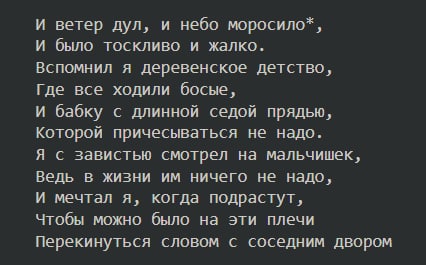 И ветер дул, и небо моросило*,
И было тоскливо и жалко.
Вспомнил я деревенское детство,
Где все ходили босые,
И бабку с длинной седой прядью,
Которой причесываться не надо.
Я с завистью смотрел на мальчишек,
Ведь в жизни им ничего не надо,
И мечтал я, когда подрастут,
Чтобы можно было на эти плечи
Перекинуться словом с соседним двором